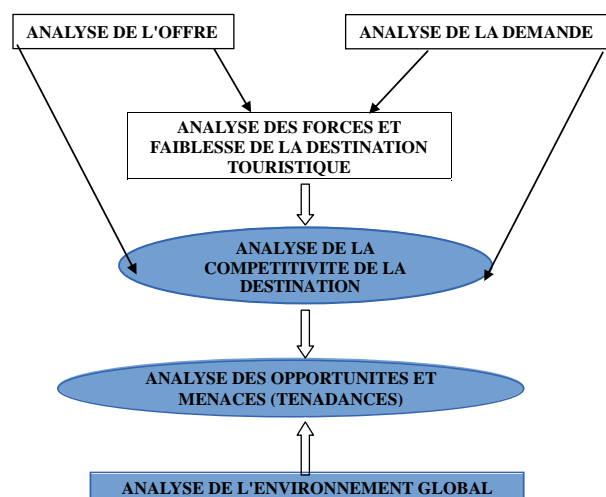 ANALYSE DE L'OFFRE
ANALYSE DE LA DEMANDE
ANALYSE DES FORCES ET
FAIBLESSE DE LA DESTINATION
TOURISTIQUE
ANALYSE DE LA
COMPETITIVITE DE LA
DESTINATION
ANALYSE DES OPPORTUNITES ET
MENACES (TENADANCES)
ANALYSE DE L'ENVIRONNEMENT GLOBAL